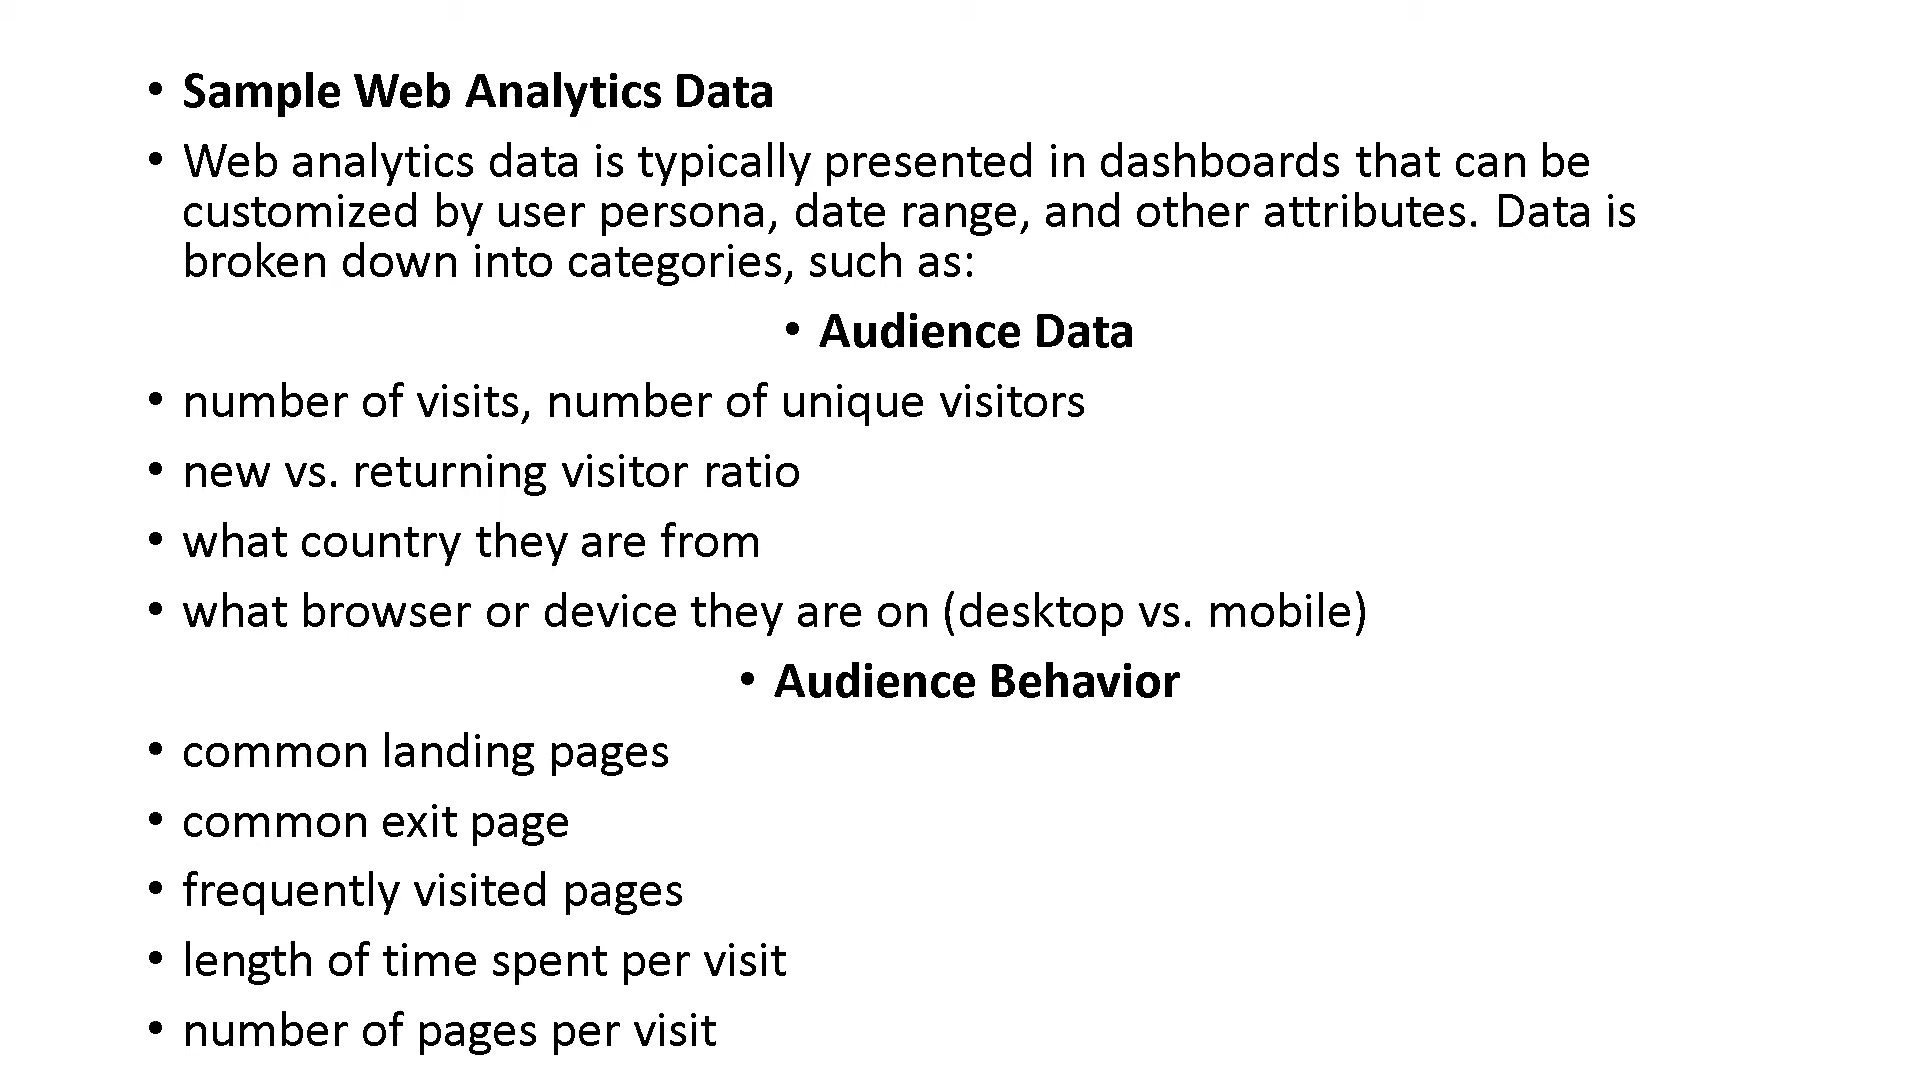 • Sample Web Analytics Data
• Web analytics data is typically presented in dashboards that can be
customized by user persona, date range, and other attributes. Data is
broken down into categories, such as:
• Audience Data
• number of visits, number of unique visitors
• new vs. returning visitor ratio
• what country they are from
• what browser or device they are on (desktop vs. mobile)
• Audience Behavior
• common landing pages
• common exit page
• frequently visited pages
• length of time spent per visit
• number of pages per visit